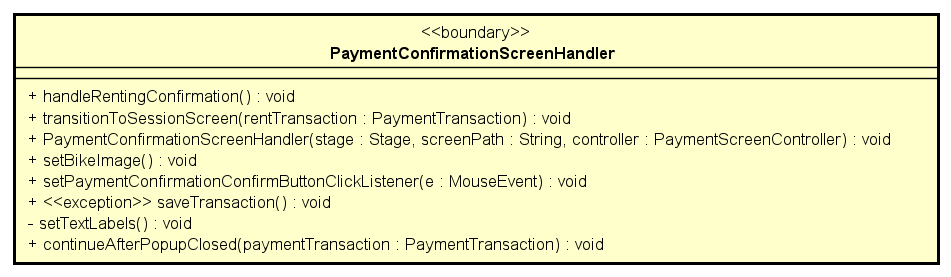 <<boundary>>
PaymentConfirmationScreenHandler
+ handleRentingConfirmation() : void
+ transitionToSessionScreen(rentTransaction : PaymentTransaction) : void
+ PaymentConfirmationScreenHandler(stage : Stage, screenPath : String, controller : PaymentScreenController) : void
+ setBikeImage() : void
+ setPaymentConfirmationConfirmButtonClickListener(e : MouseEvent) : void
+ <<exception>> saveTransaction() : void
- setTextLabels() : void
+ continueAfterPopupClosed(paymentTransaction : PaymentTransaction) : void